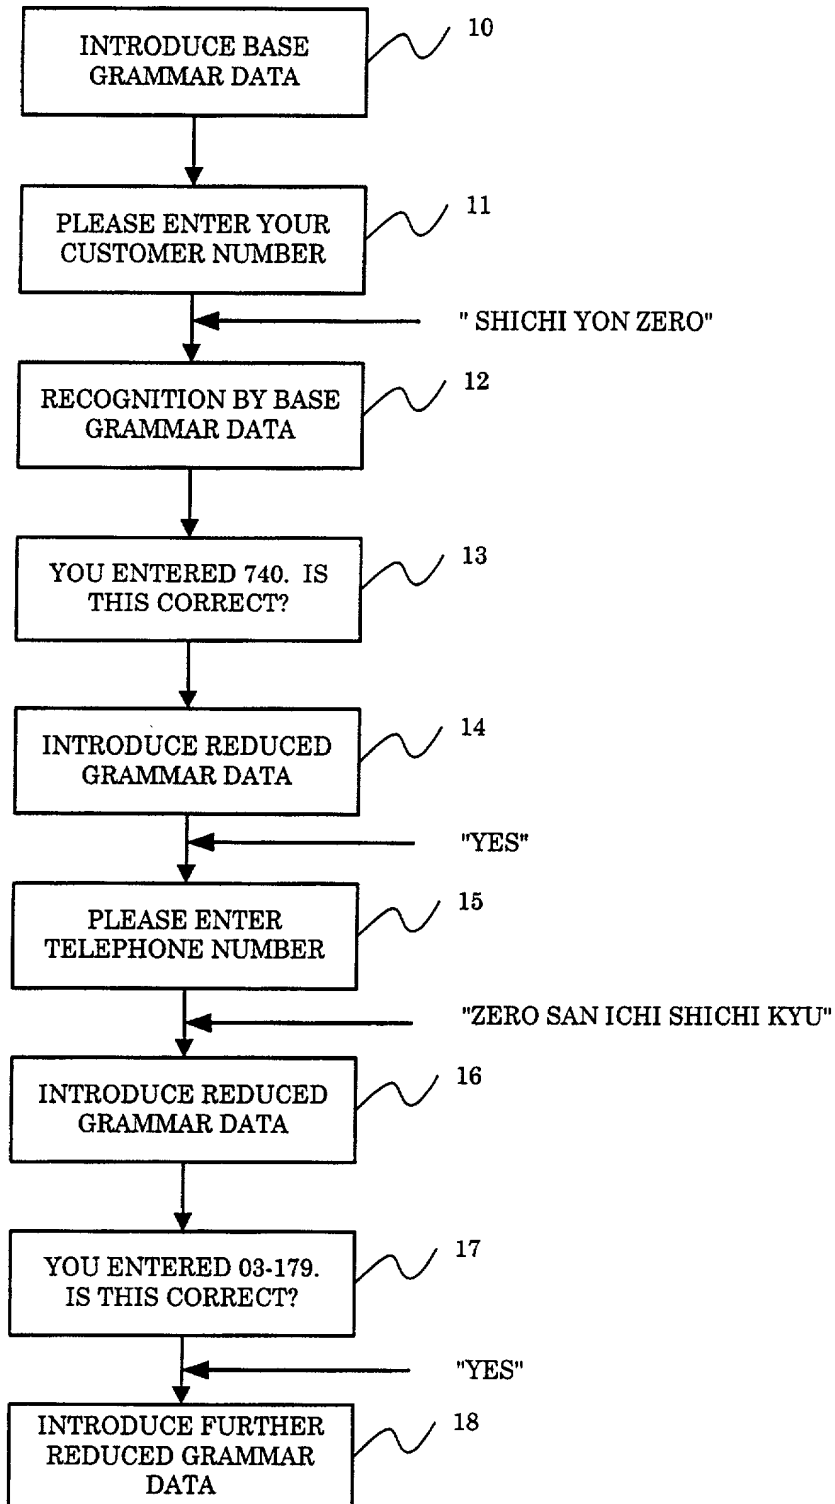 INTRODUCE BASE
GRAMMAR DATA
10
PLEASE ENTER YOUR
CUSTOMER NUMBER
11
" SHICHI YON ZERO"
RECOGNITION BY BASE
GRAMMAR DATA
12
YOU ENTERED 740. IS
THIS CORRECT?
13
INTRODUCE REDUCED
GRAMMAR DATA
14
"YES"
PLEASE ENTER
TELEPHONE NUMBER
15
"ZERO SAN ICHI SHICHI KYU"
INTRODUCE REDUCED
GRAMMAR DATA
16
YOU ENTERED 03-179.
IS THIS CORRECT?
17
"YES"
INTRODUCE FURTHER
REDUCED GRAMMAR
DATA
18